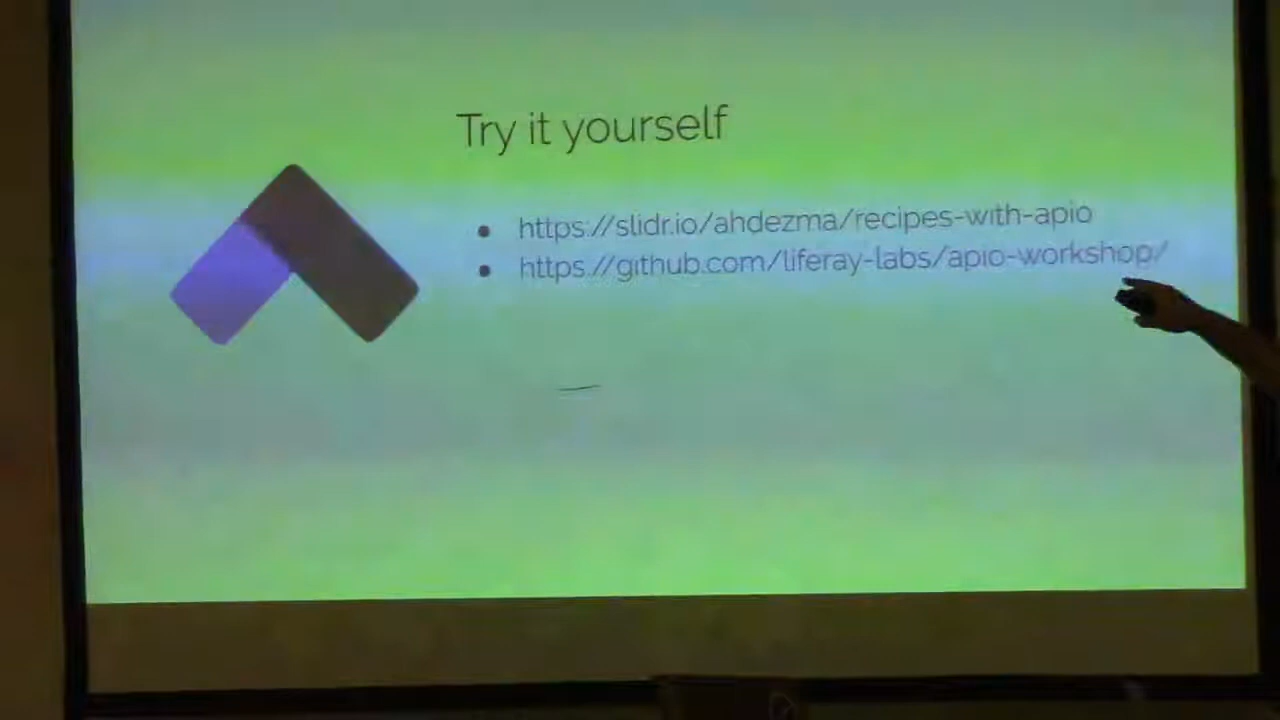 Try it yourself
https://slidr.io/ahdezma/recipes-with-apio
https://github.com/liferay-labs/apio-workshop/